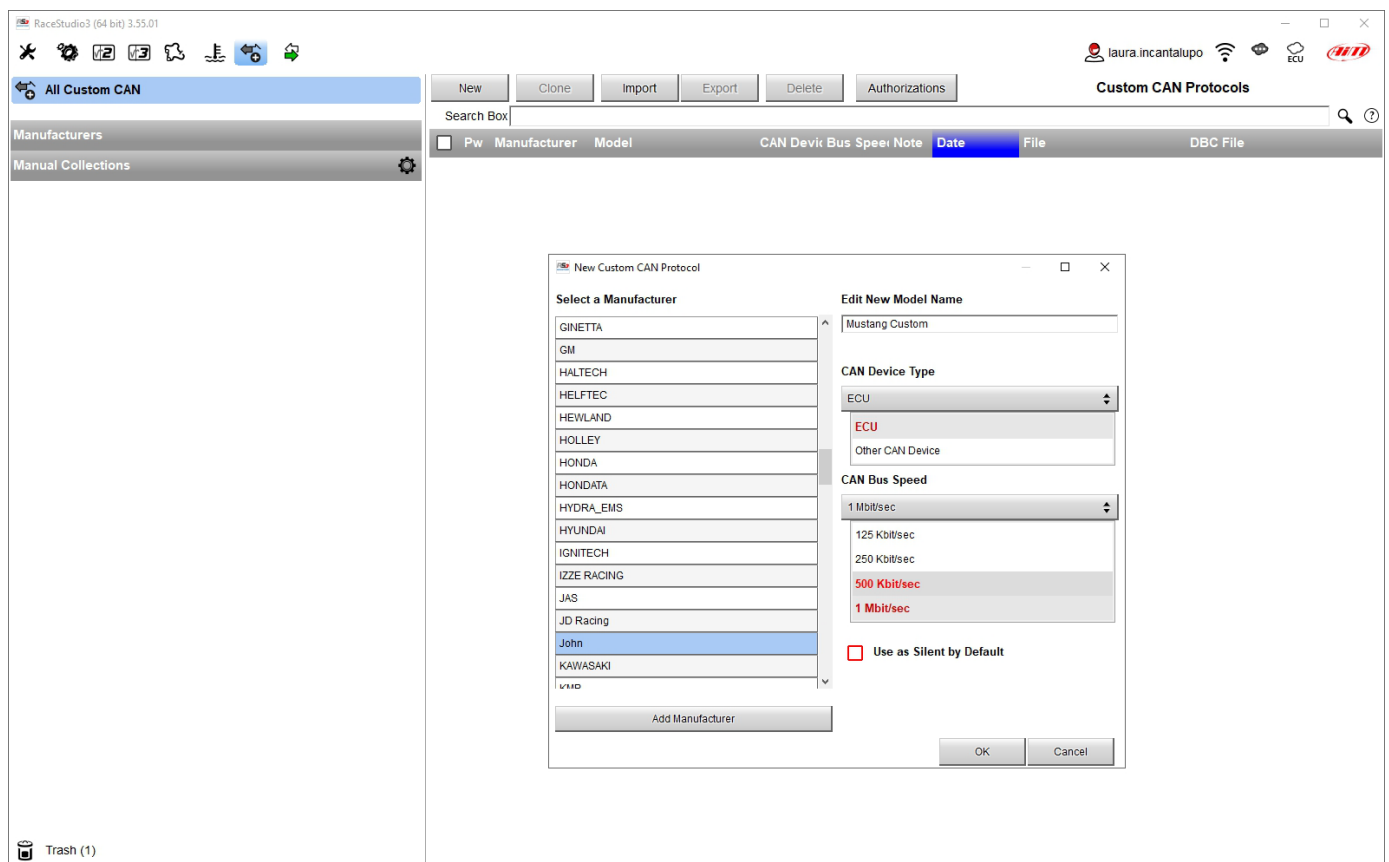 RaceStudio3 (64 bit) 3.55.01
laura.incantalupo
ECU
AiM
All Custom CAN
New
Clone
Import
Export
Delete
Authorizations
Custom CAN Protocols
Search Box
Manufacturers
Pw Manufacturer Model CAN Devic Bus Speed Note Date File DBC File
Manual Collections
New Custom CAN Protocol
Select a Manufacturer
GINETTA
GM
HALTECH
HELFTEC
HEWLAND
HOLLEY
HONDA
HONDATA
HYDRA_EMS
HYUNDAI
IGNITECH
IZZE RACING
JAS
JD Racing
John
KAWASAKI
Add Manufacturer
Edit New Model Name
Mustang Custom
CAN Device Type
ECU
ECU
Other CAN Device
CAN Bus Speed
1 Mbit/sec
125 Kbit/sec
250 Kbit/sec
500 Kbit/sec
1 Mbit/sec
Use as Silent by Default
OK
Cancel
Trash (1)